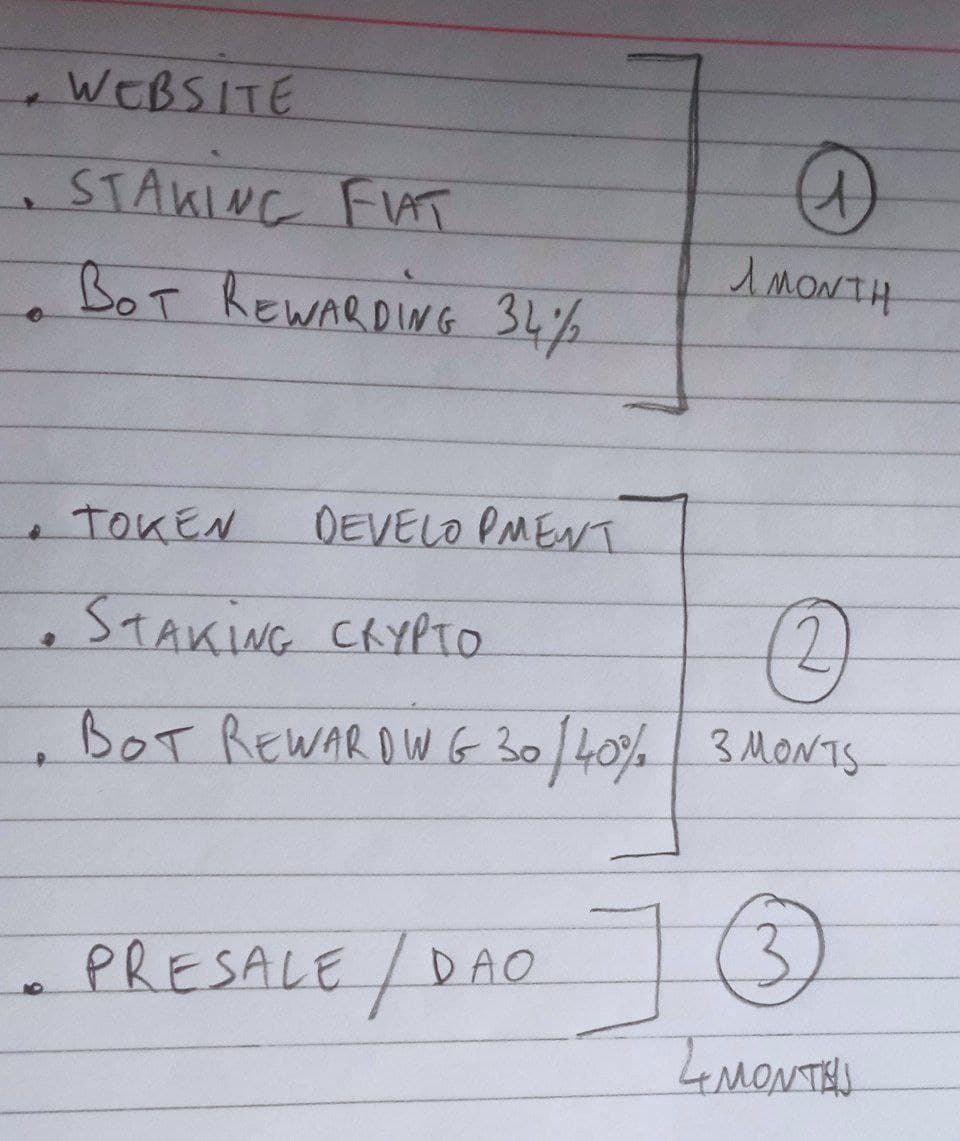 . WEBSITE
. STAKING FIAT
. BOT REWARDING 34%
1
1 MONTH
. TOKEN DEVELOPMENT
. STAKING CRYPTO
. BOT REWARDING 30/40%
2
3 MONTS
. PRESALE / DAO
3
4 MONTHS